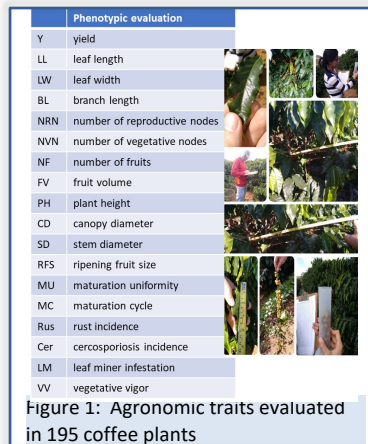 Phenotypic evaluation
Y yield
LL leaf length
LW leaf width
BL branch length
NRN number of reproductive nodes
NVN number of vegetative nodes
NF number of fruits
FV fruit volume
PH plant height
CD canopy diameter
SD stem diameter
RFS ripening fruit size
MU maturation uniformity
MC maturation cycle
Rus rust incidence
Cer cercosporiosis incidence
LM leaf miner infestation
VV vegetative vigor
Figure 1: Agronomic traits evaluated
in 195 coffee plants